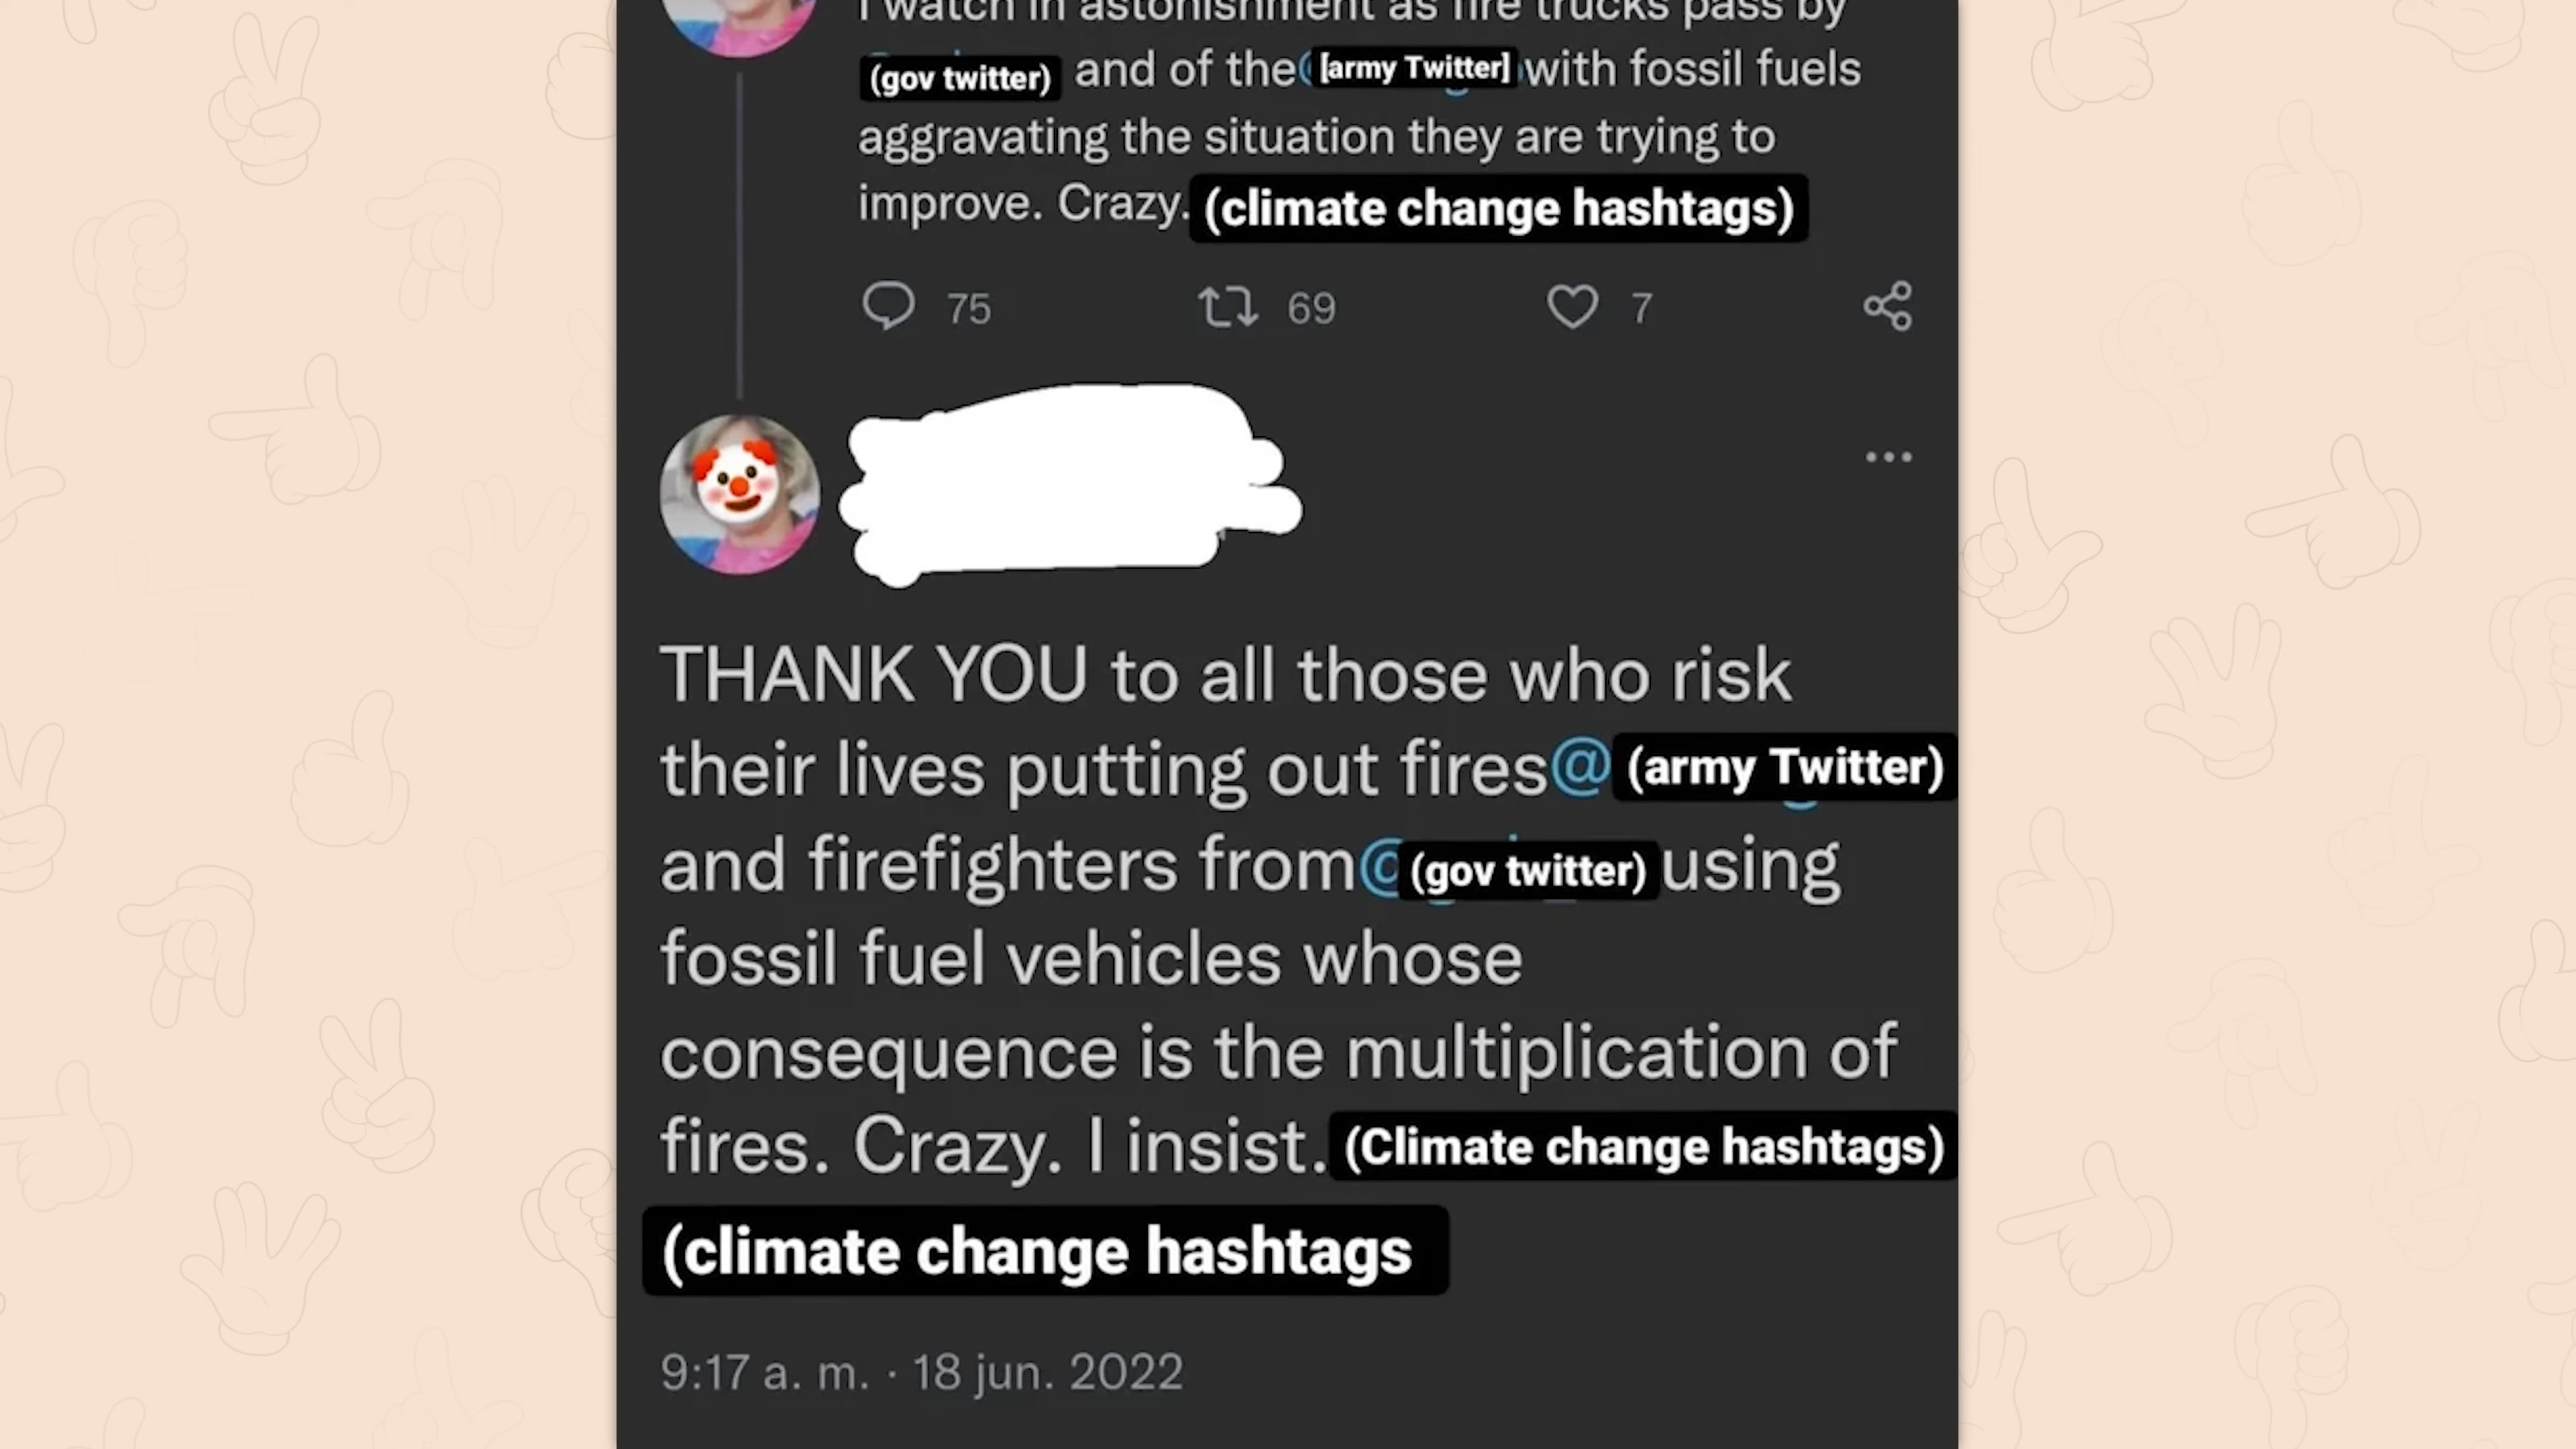 I watch in astonishment as fire trucks pass by
(gov twitter) and of the [army Twitter] with fossil fuels
aggravating the situation they are trying to
improve. Crazy. (climate change hashtags)
75 69 7
THANK YOU to all those who risk
their lives putting out fires@ (army Twitter)
and firefighters from@ (gov twitter) using
fossil fuel vehicles whose
consequence is the multiplication of
fires. Crazy. I insist. (Climate change hashtags)
(climate change hashtags
9:17 a. m. · 18 jun. 2022